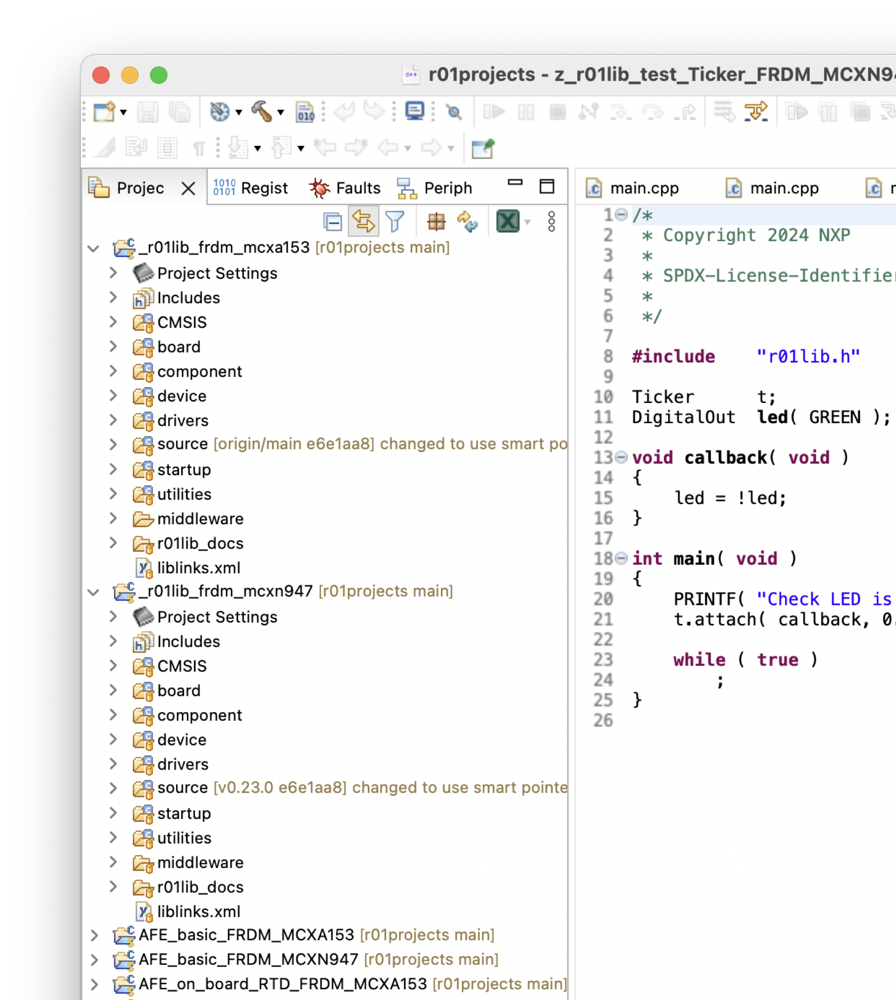 r01projects - z_r01lib_test_Ticker_FRDM_MCXN94
Projec
Regist
Faults
Periph
main.cpp
main.cpp
_r01lib_frdm_mcxa153 [r01projects main]
Project Settings
Includes
CMSIS
board
component
device
drivers
source [origin/main e6e1aa8] changed to use smart po
startup
utilities
middleware
r01lib_docs
liblinks.xml
_r01lib_frdm_mcxn947 [r01projects main]
Project Settings
Includes
CMSIS
board
component
device
drivers
source [v0.23.0 e6e1aa8] changed to use smart pointe
startup
utilities
middleware
r01lib_docs
liblinks.xml
AFE_basic_FRDM_MCXA153 [r01projects main]
AFE_basic_FRDM_MCXN947 [r01projects main]
AFE_on_board_RTD_FRDM_MCXA153 [r01projects main]
1 /*
2 * Copyright 2024 NXP
3 *
4 * SPDX-License-Identifier
5 *
6 */
7
8 #include "r01lib.h"
9
10 Ticker t;
11 DigitalOut led( GREEN );
12
13 void callback( void )
14 {
15 led = !led;
16 }
17
18 int main( void )
19 {
20 PRINTF( "Check LED is
21 t.attach( callback, 0.
22
23 while ( true )
24 ;
25 }
26